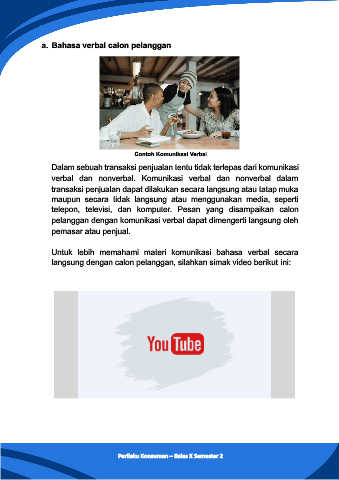 a. Bahasa verbal calon pelanggan
Contoh Komunikasi Verbal
Dalam sebuah transaksi penjualan tentu tidak terlepas dari komunikasi
verbal dan nonverbal. Komunikasi verbal dan nonverbal dalam
transaksi penjualan dapat dilakukan secara langsung atau tatap muka
maupun secara tidak langsung atau menggunakan media, seperti
telepon, televisi, dan komputer. Pesan yang disampaikan calon
pelanggan dengan komunikasi verbal dapat dimengerti langsung oleh
pemasar atau penjual.
Untuk lebih memahami materi komunikasi bahasa verbal secara
langsung dengan calon pelanggan, silahkan simak video berikut ini:
YouTube
Perilaku Konsumen – Kelas X Semester 2